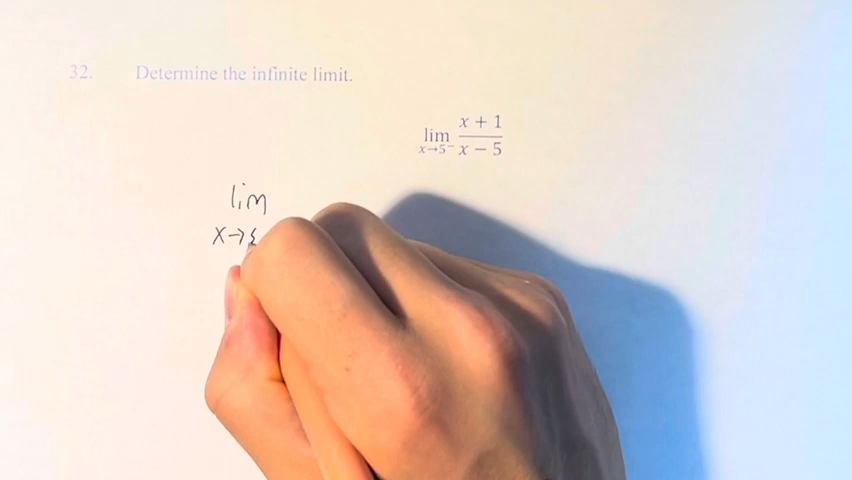 32. Determine the infinite limit.
lim x→5⁻ (x + 1)/(x − 5)
lim
x→